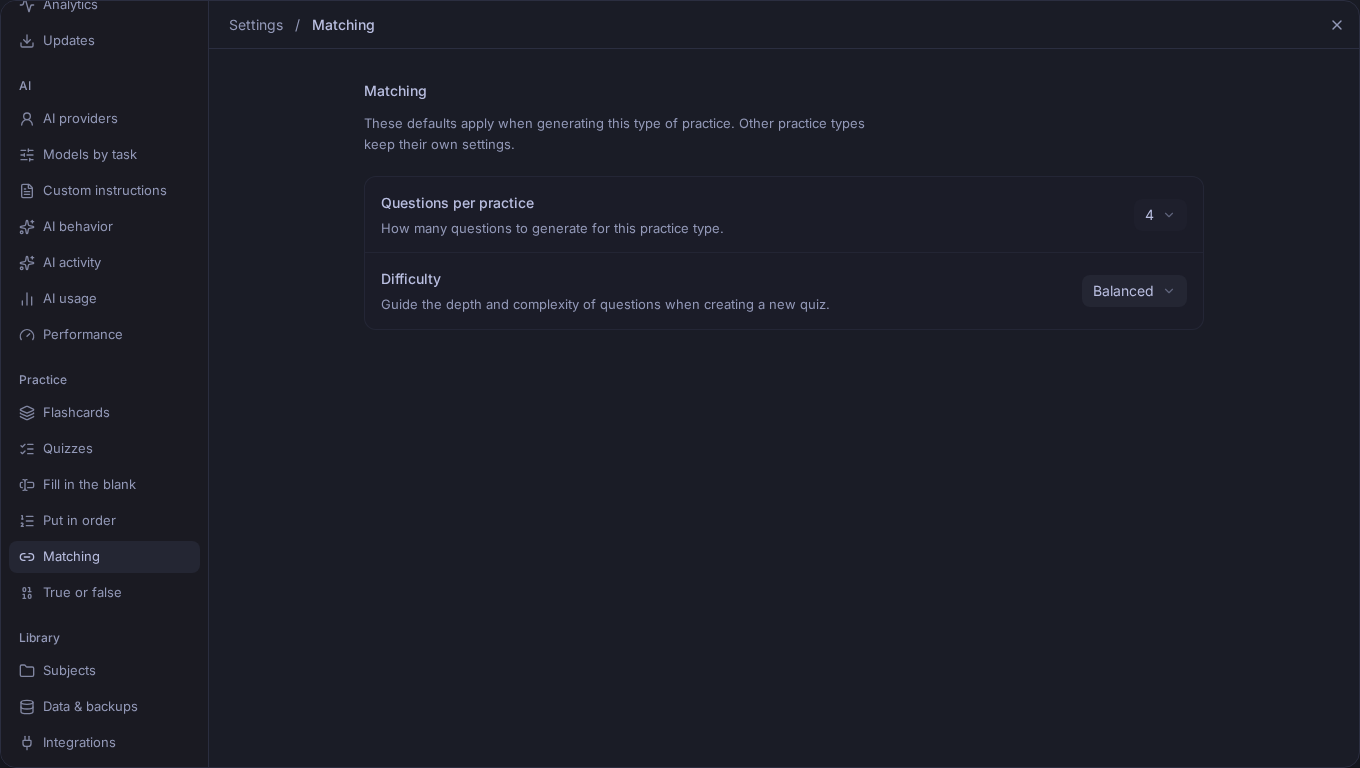 Analytics
Updates
AI
AI providers
Models by task
Custom instructions
AI behavior
AI activity
AI usage
Performance
Practice
Flashcards
Quizzes
Fill in the blank
Put in order
Matching
True or false
Library
Subjects
Data & backups
Integrations
Settings / Matching
Matching
These defaults apply when generating this type of practice. Other practice types
keep their own settings.
Questions per practice
How many questions to generate for this practice type.
4
Difficulty
Guide the depth and complexity of questions when creating a new quiz.
Balanced